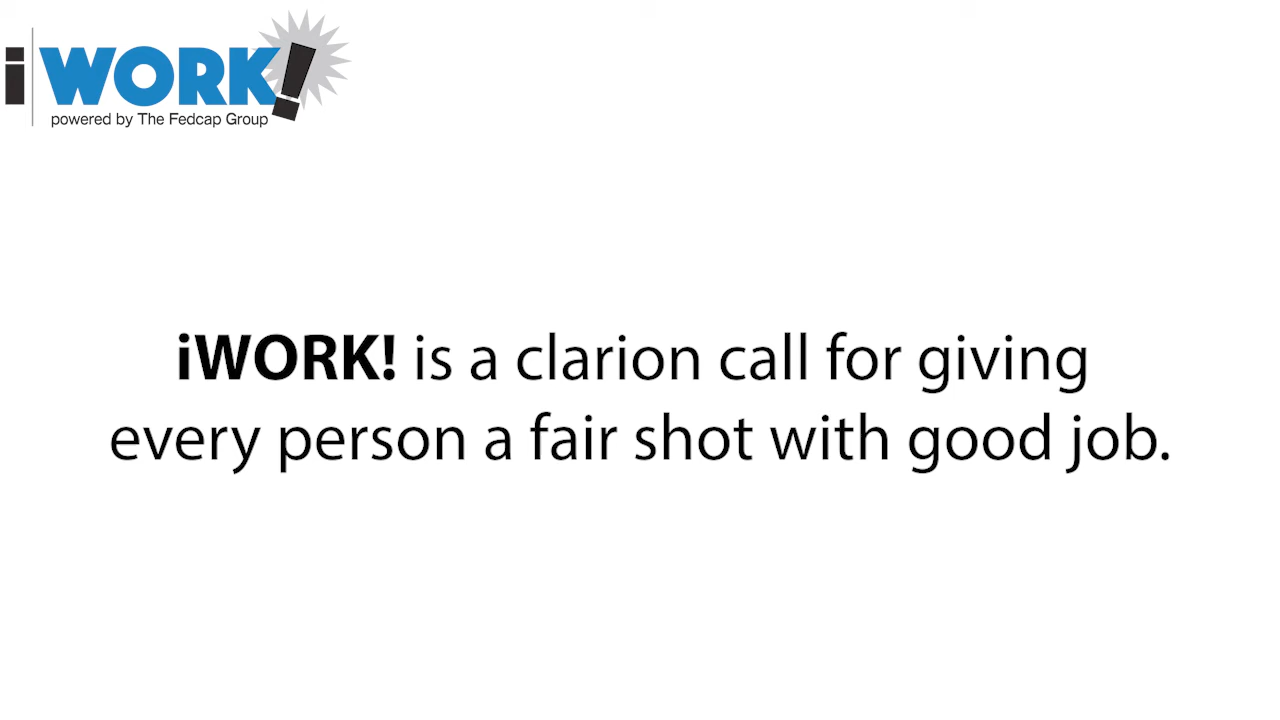 iWORK!
powered by The Fedcap Group
iWORK! is a clarion call for giving
every person a fair shot with good job.